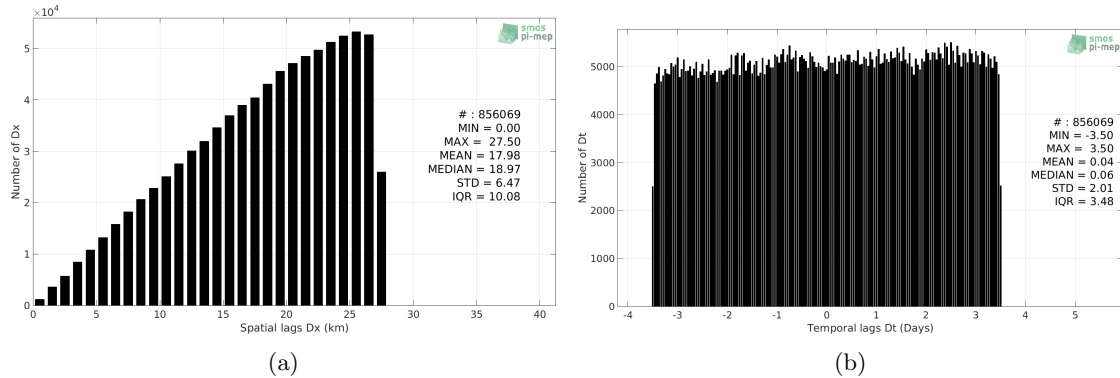 ×10⁴
smos
pi-mep
5
4
3
2
1
0
Number of Dx
# : 856069
MIN = 0.00
MAX = 27.50
MEAN = 17.98
MEDIAN = 18.97
STD = 6.47
IQR = 10.08
0 5 10 15 20 25 30 35 40
Spatial lags Dx (km)
(a)
smos
pi-mep
5000
4000
3000
2000
1000
0
Number of Dt
# : 856069
MIN = -3.50
MAX = 3.50
MEAN = 0.04
MEDIAN = 0.06
STD = 2.01
IQR = 3.48
-4 -3 -2 -1 0 1 2 3 4 5
Temporal lags Dt (Days)
(b)